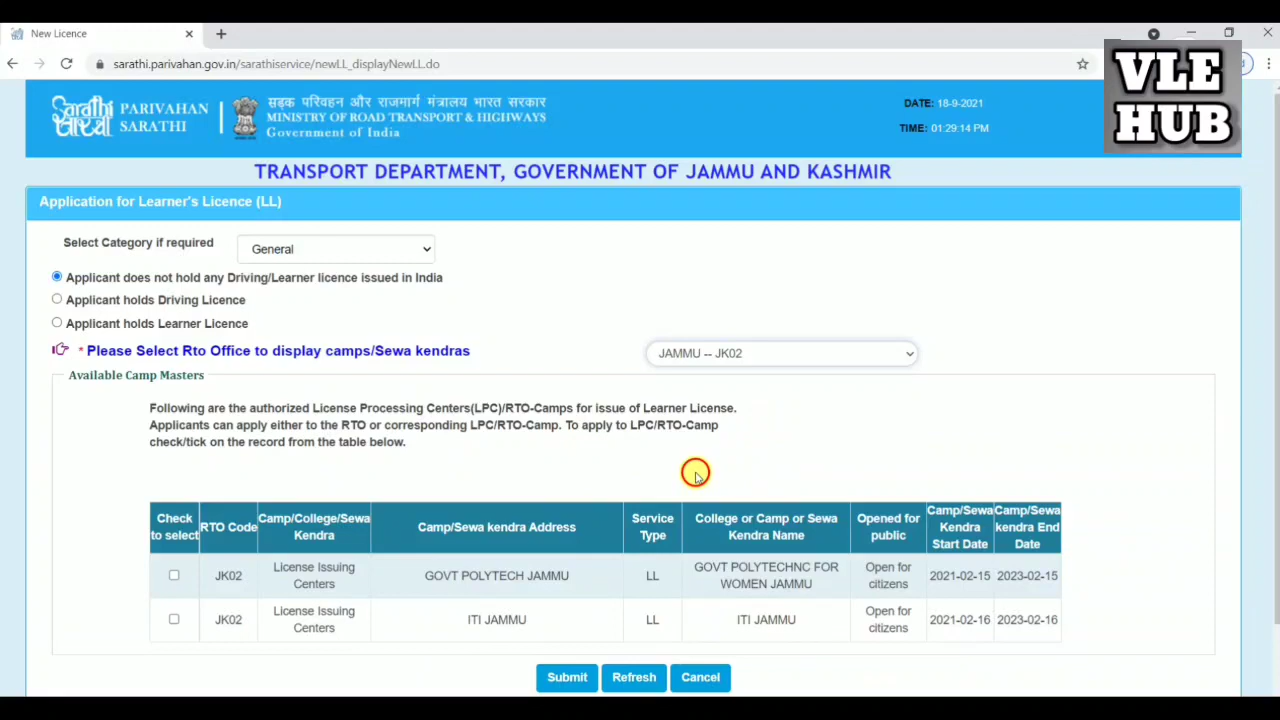 New Licence
sarathi.parivahan.gov.in/sarathiservice/newLL_displayNewLL.do
VLE
HUB
PARIVAHAN
SARATHI
सड़क परिवहन और राजमार्ग मंत्रालय भारत सरकार
MINISTRY OF ROAD TRANSPORT & HIGHWAYS
Government of India
DATE: 18-9-2021
TIME: 01:29:14 PM
TRANSPORT DEPARTMENT, GOVERNMENT OF JAMMU AND KASHMIR
Application for Learner's Licence (LL)
Select Category if required General
Applicant does not hold any Driving/Learner licence issued in India
Applicant holds Driving Licence
Applicant holds Learner Licence
* Please Select Rto Office to display camps/Sewa kendras JAMMU -- JK02
Available Camp Masters
Following are the authorized License Processing Centers(LPC)/RTO-Camps for issue of Learner License.
Applicants can apply either to the RTO or corresponding LPC/RTO-Camp. To apply to LPC/RTO-Camp
check/tick on the record from the table below.
Check to select RTO Code Camp/College/Sewa Kendra Camp/Sewa kendra Address Service Type College or Camp or Sewa Kendra Name Opened for public Camp/Sewa Kendra Start Date Camp/Sewa kendra End Date
JK02 License Issuing Centers GOVT POLYTECH JAMMU LL GOVT POLYTECHNC FOR WOMEN JAMMU Open for citizens 2021-02-15 2023-02-15
JK02 License Issuing Centers ITI JAMMU LL ITI JAMMU Open for citizens 2021-02-16 2023-02-16
Submit Refresh Cancel